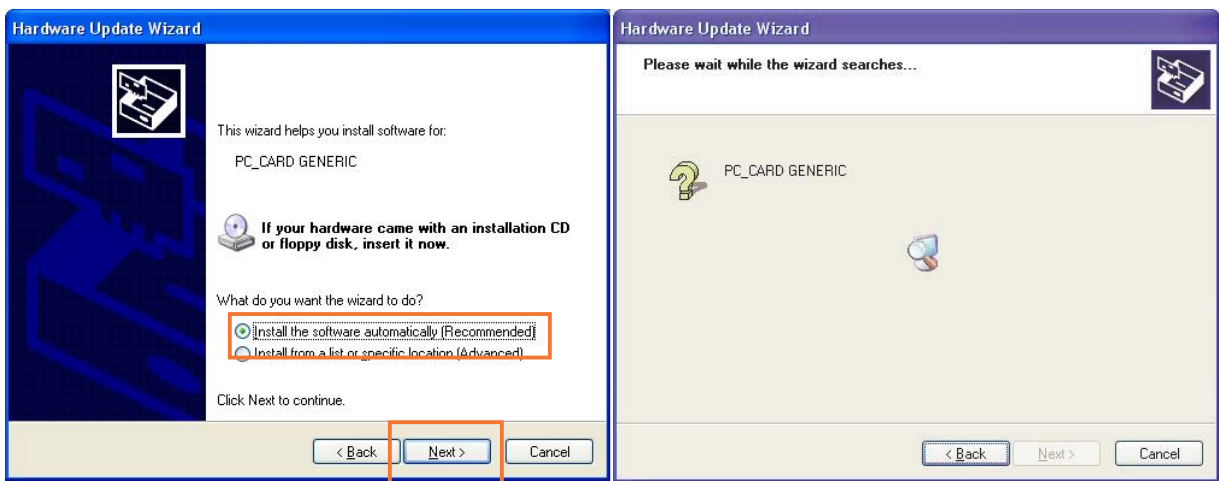 Hardware Update Wizard
This wizard helps you install software for:
PC_CARD GENERIC
If your hardware came with an installation CD
or floppy disk, insert it now.
What do you want the wizard to do?
Install the software automatically (Recommended)
Install from a list or specific location (Advanced)
Click Next to continue.
< Back
Next >
Cancel
Hardware Update Wizard
Please wait while the wizard searches...
PC_CARD GENERIC
< Back
Next >
Cancel